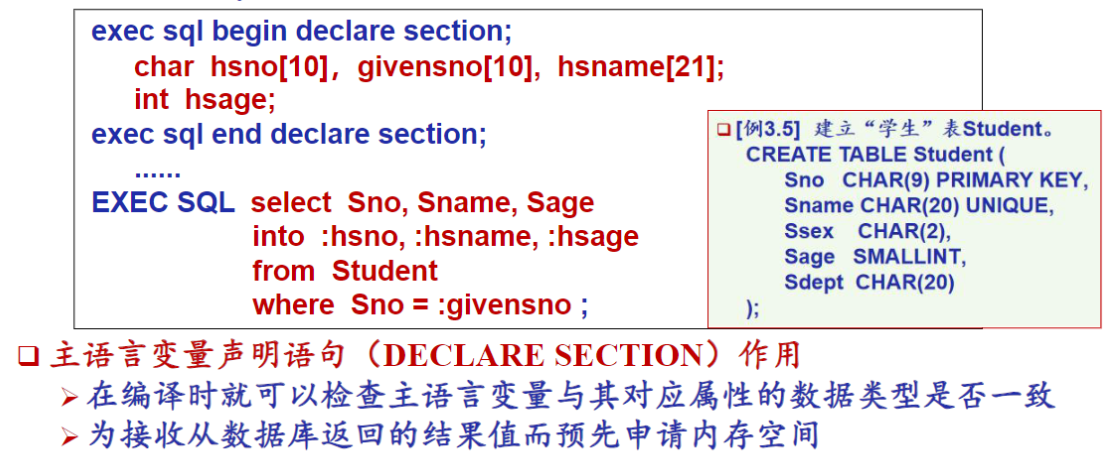 exec sql begin declare section;
char hsno[10], givensno[10], hsname[21];
int hsage;
exec sql end declare section;
......
EXEC SQL select Sno, Sname, Sage
into :hsno, :hsname, :hsage
from Student
where Sno = :givensno ;
[例3.5] 建立“学生”表Student。
CREATE TABLE Student (
Sno CHAR(9) PRIMARY KEY,
Sname CHAR(20) UNIQUE,
Ssex CHAR(2),
Sage SMALLINT,
Sdept CHAR(20)
);
主语言变量声明语句（DECLARE SECTION）作用
在编译时就可以检查主语言变量与其对应属性的数据类型是否一致
为接收从数据库返回的结果值而预先申请内存空间